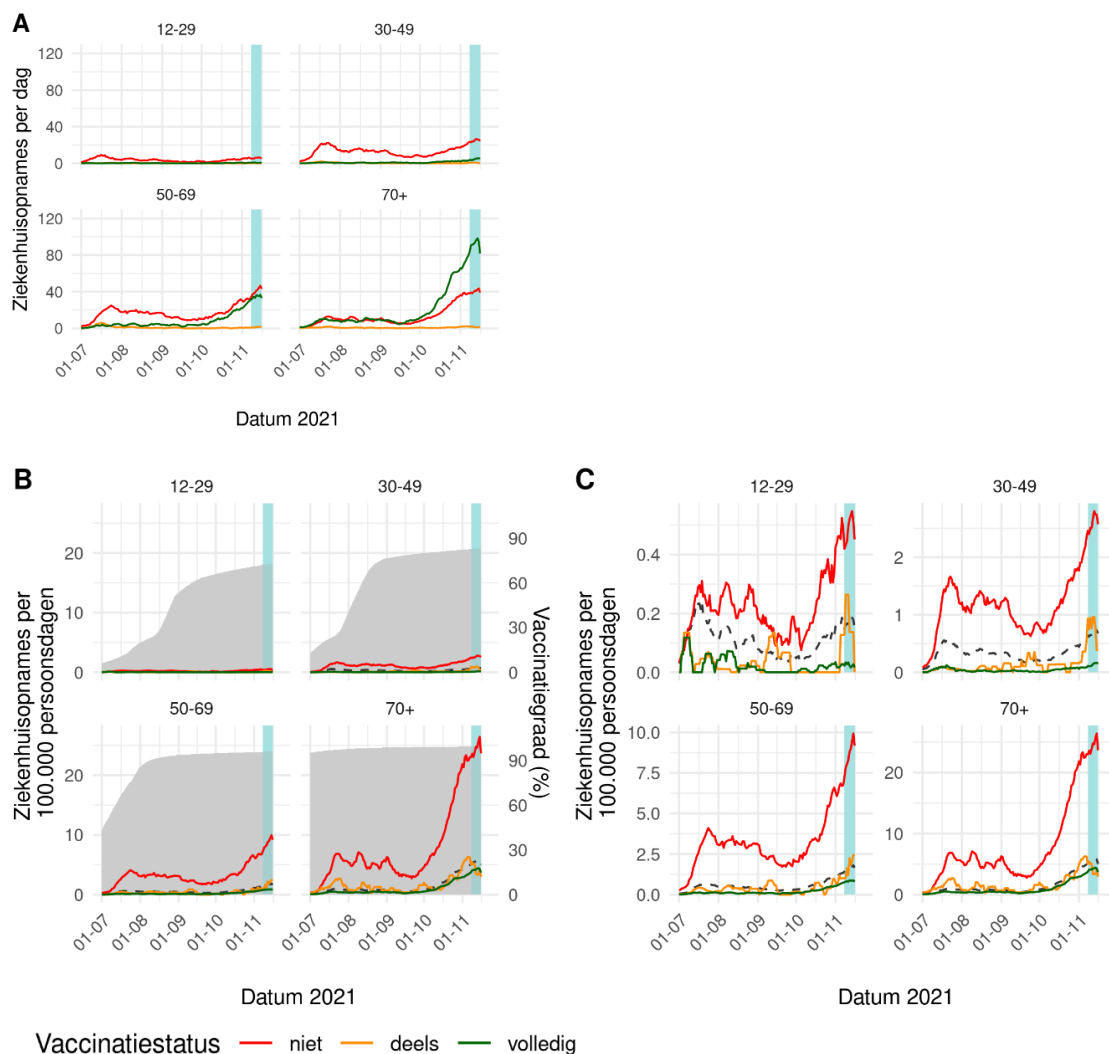 A
12-29 30-49
Ziekenhuisopnames per dag
120
80
40
0
50-69 70+
120
80
40
0
01-07 01-08 01-09 01-10 01-11 01-07 01-08 01-09 01-10 01-11
Datum 2021
B
12-29 30-49
Ziekenhuisopnames per
100.000 persoonsdagen
20
10
0
90
60
30
0
Vaccinatiegraad (%)
50-69 70+
20
10
0
90
60
30
0
01-07 01-08 01-09 01-10 01-11 01-07 01-08 01-09 01-10 01-11
Datum 2021
C
12-29 30-49
Ziekenhuisopnames per
100.000 persoonsdagen
0.4
0.2
0.0
2
1
0
50-69 70+
10.0
7.5
5.0
2.5
0.0
20
10
0
01-07 01-08 01-09 01-10 01-11 01-07 01-08 01-09 01-10 01-11
Datum 2021
Vaccinatiestatus niet deels volledig